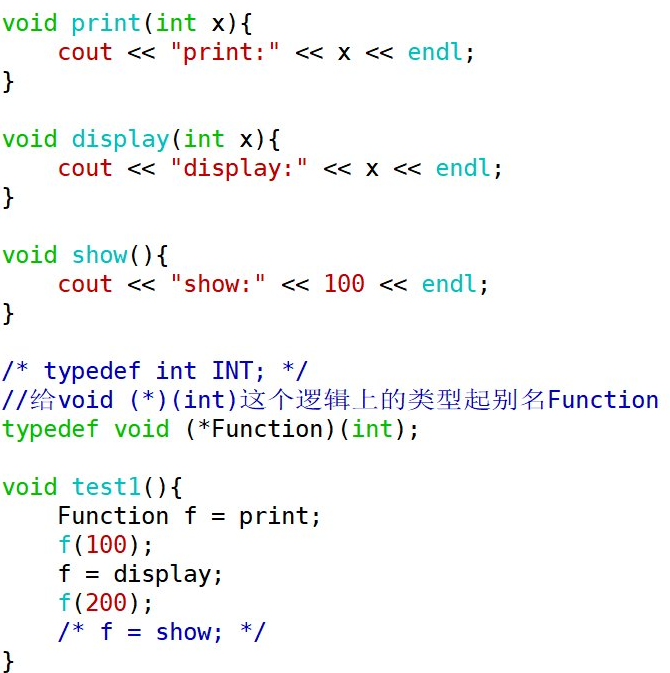 void print(int x){
    cout << "print:" << x << endl;
}

void display(int x){
    cout << "display:" << x << endl;
}

void show(){
    cout << "show:" << 100 << endl;
}

/* typedef int INT; */
//给void (*)(int)这个逻辑上的类型起别名Function
typedef void (*Function)(int);

void test1(){
    Function f = print;
    f(100);
    f = display;
    f(200);
    /* f = show; */
}